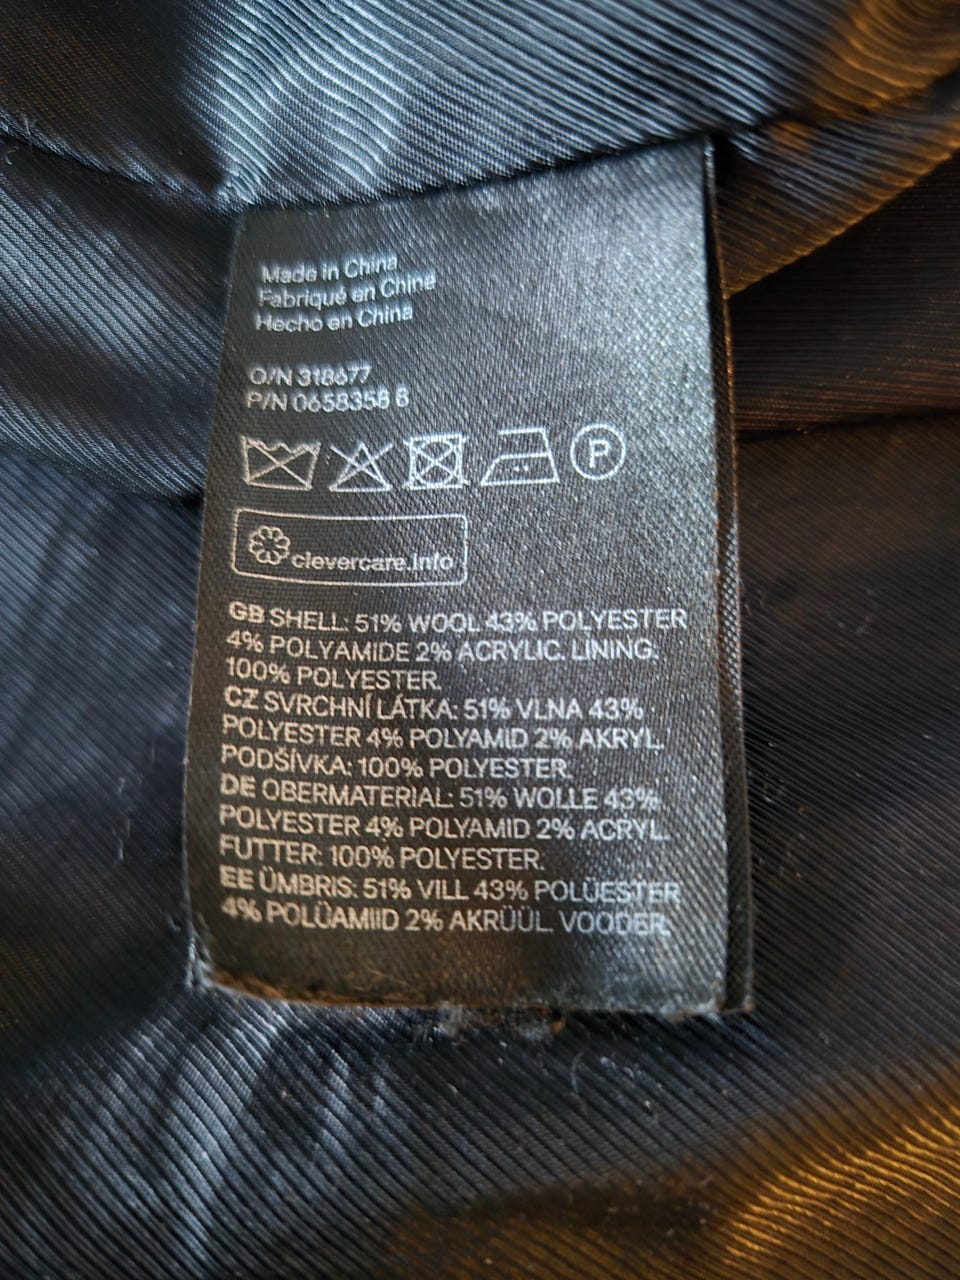 Made in China
Fabriqué en Chine
Hecho en China
O/N 318677
P/N 0658358 8
P
clevercare.info
GB SHELL: 51% WOOL 43% POLYESTER
4% POLYAMIDE 2% ACRYLIC. LINING:
100% POLYESTER.
CZ SVRCHNÍ LÁTKA: 51% VLNA 43%
POLYESTER 4% POLYAMID 2% AKRYL.
PODŠÍVKA: 100% POLYESTER.
DE OBERMATERIAL: 51% WOLLE 43%
POLYESTER 4% POLYAMID 2% ACRYL.
FUTTER: 100% POLYESTER.
EE ÜMBRIS: 51% VILL 43% POLÜESTER
4% POLÜAMIID 2% AKRÜÜL. VOODER: